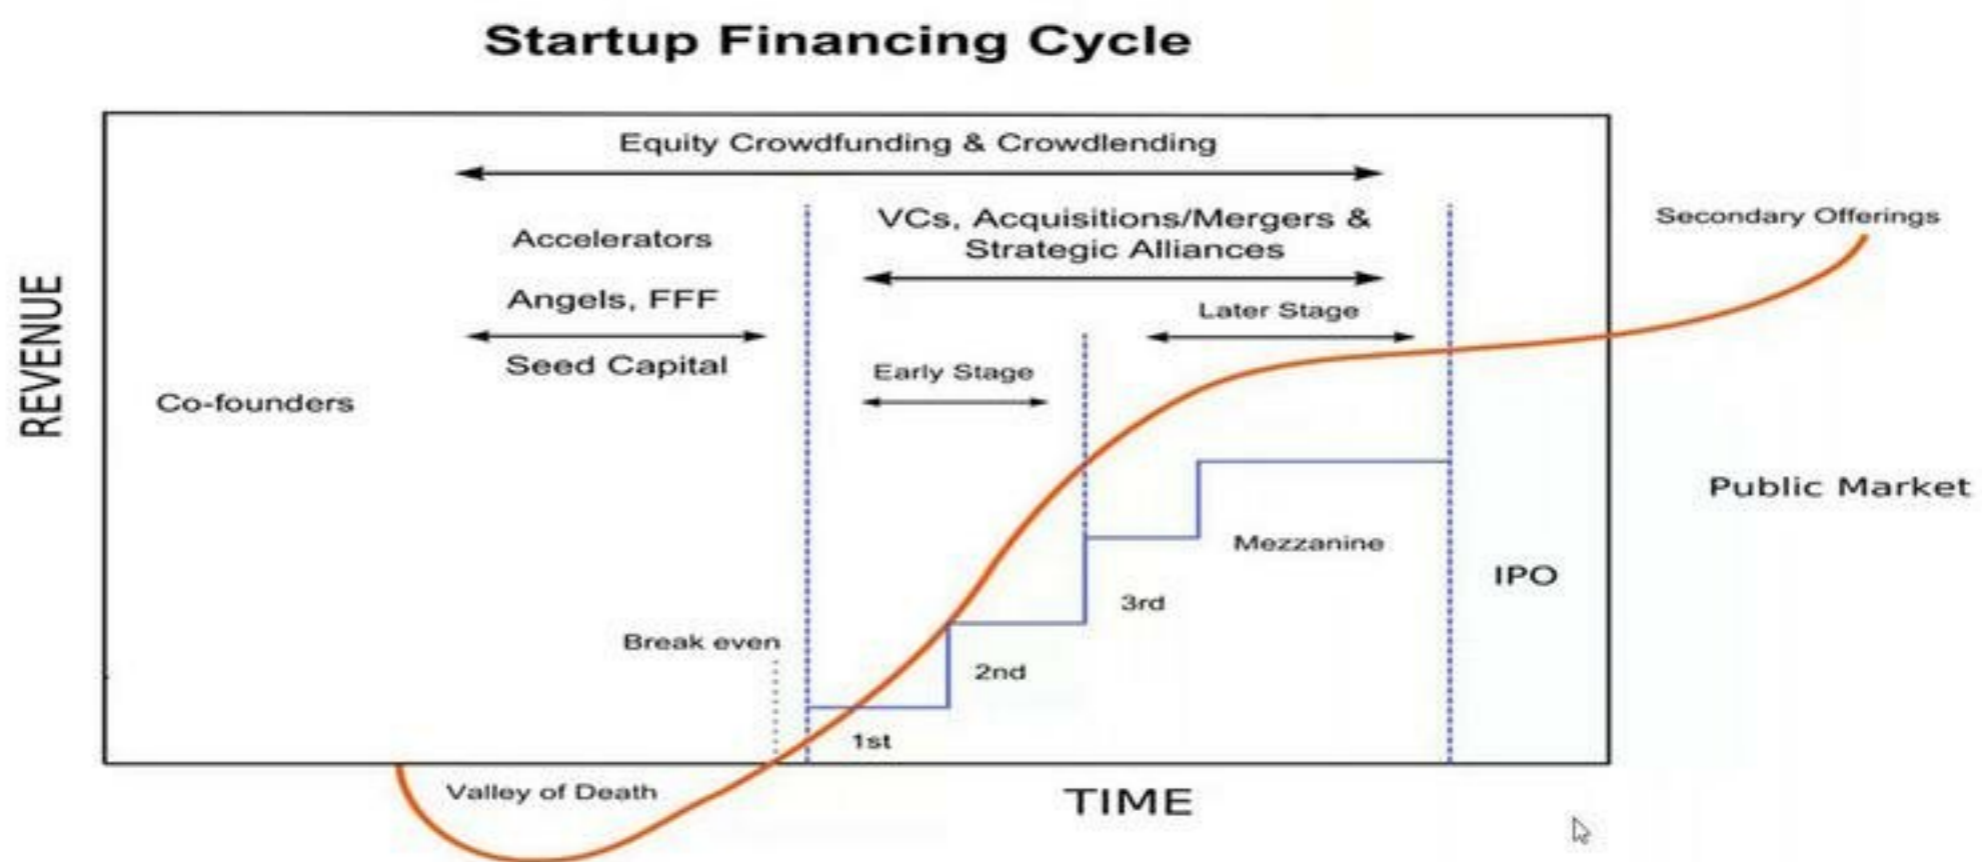 Startup Financing Cycle
Equity Crowdfunding & Crowdlending
VCs, Acquisitions/Mergers &
Strategic Alliances
Secondary Offerings
Accelerators
Angels, FFF
Seed Capital
Later Stage
Early Stage
Co-founders
REVENUE
Public Market
Mezzanine
IPO
3rd
Break even
2nd
1st
Valley of Death
TIME